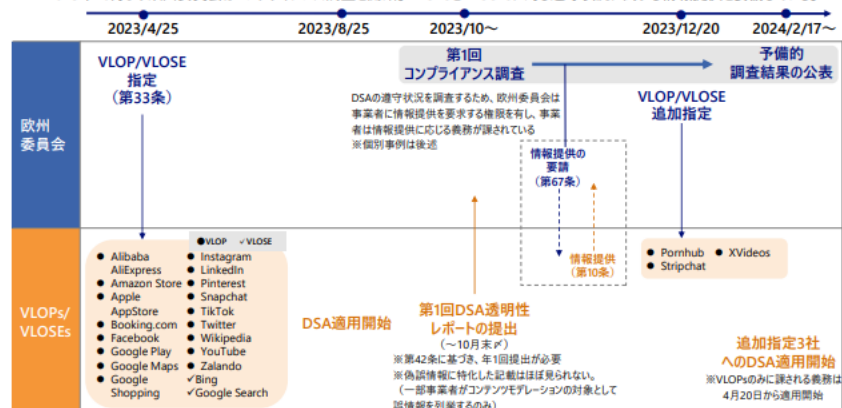 2023/4/25
2023/8/25
2023/10～
2023/12/20
2024/2/17～
欧州
委員会
VLOP/VLOSE
指定
（第33条）
第1回
コンプライアンス調査
予備的
調査結果の公表
DSAの遵守状況を調査するため、欧州委員会は
事業者に情報提供を要求する権限を有し、事業
者は情報提供に応じる義務が課されている
※個別事例は後述
VLOP/VLOSE
追加指定
情報提供の
要請
（第67条）
情報提供
（第10条）
VLOPs/
VLOSEs
●VLOP ✓VLOSE
● Alibaba
AliExpress
● Amazon Store
● Apple
AppStore
● Booking.com
● Facebook
● Google Play
● Google Maps
● Google
Shopping
● Instagram
● LinkedIn
● Pinterest
● Snapchat
● TikTok
● Twitter
● Wikipedia
● YouTube
● Zalando
✓Bing
✓Google Search
DSA適用開始
第1回DSA透明性
レポートの提出
（～10月末〆）
※第42条に基づき、年1回提出が必要
※偽誤情報に特化した記載はほぼ見られない。
（一部事業者がコンテンツモデレーションの対象として
誤情報を列挙するのみ）
● Pornhub ● XVideos
● Stripchat
追加指定3社
へのDSA適用開始
※VLOPsのみに課される義務は
4月20日から適用開始